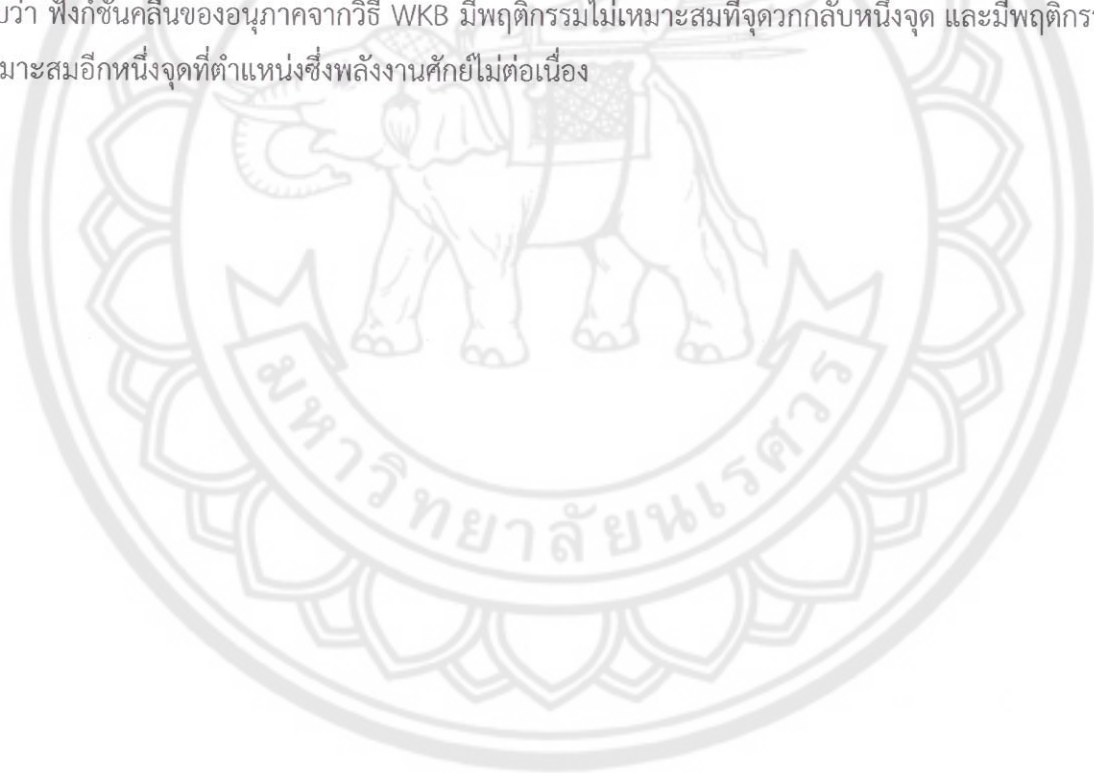 ว่า ฟังก์ชันคลื่นของอนุภาคจากวิธี WKB มีพฤติกรรมไม่เหมาะสมที่จุดวกกลับหนึ่งจุด และมีพฤติกร
มาะสมอีกหนึ่งจุดที่ตำแหน่งซึ่งพลังงานศักย์ไม่ต่อเนื่อง
มหาวิทยาลัยนเรศวร